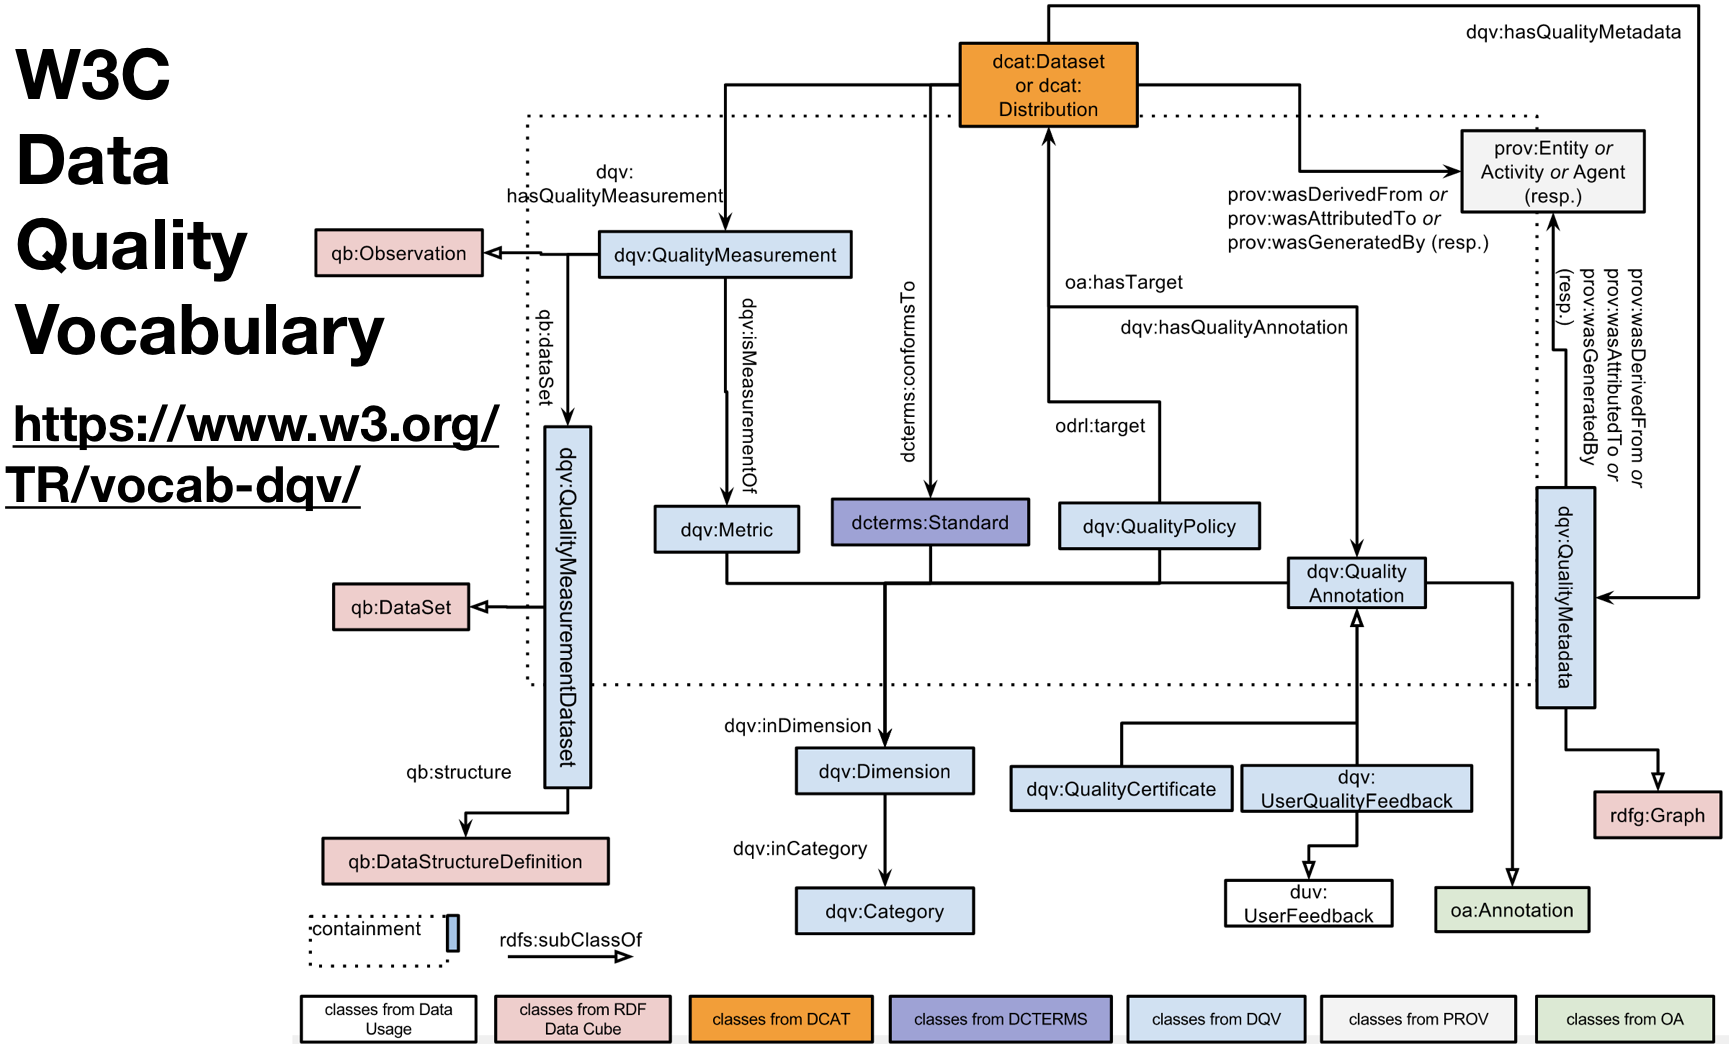 W3C
Data
Quality
Vocabulary
https://www.w3.org/
TR/vocab-dqv/
dqv:hasQualityMetadata
dcat:Dataset
or dcat:
Distribution
prov:Entity or
Activity or Agent
(resp.)
dqv:
hasQualityMeasurement
prov:wasDerivedFrom or
prov:wasAttributedTo or
prov:wasGeneratedBy (resp.)
qb:Observation
dqv:QualityMeasurement
oa:hasTarget
dqv:hasQualityAnnotation
qb:dataSet
dqv:isMeasurementOf
dcterms:conformsTo
prov:wasDerivedFrom or
prov:wasAttributedTo or
prov:wasGeneratedBy
(resp.)
odrl:target
dqv:QualityMeasurementDataset
dqv:Metric
dcterms:Standard
dqv:QualityPolicy
dqv:Quality
Annotation
dqv:QualityMetadata
qb:DataSet
dqv:inDimension
qb:structure
dqv:Dimension
dqv:QualityCertificate
dqv:
UserQualityFeedback
rdfg:Graph
dqv:inCategory
qb:DataStructureDefinition
dqv:Category
duv:
UserFeedback
oa:Annotation
containment
rdfs:subClassOf
classes from Data
Usage
classes from RDF
Data Cube
classes from DCAT
classes from DCTERMS
classes from DQV
classes from PROV
classes from OA